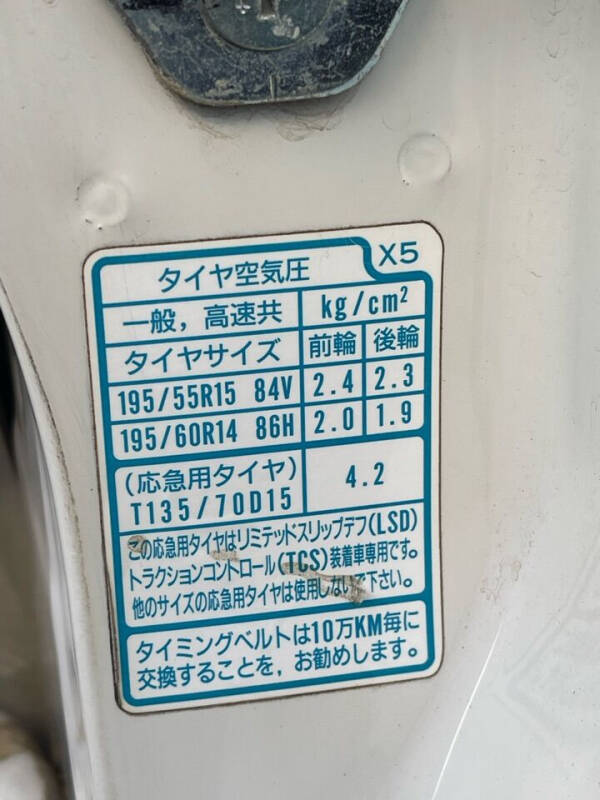 タイヤ空気圧 X5
一般，高速共 kg/cm²
タイヤサイズ 前輪 後輪
195/55R15 84V 2.4 2.3
195/60R14 86H 2.0 1.9
(応急用タイヤ)
T135/70D15 4.2
この応急用タイヤはリミテッドスリップデフ(LSD)
トラクションコントロール(TCS)装着車専用です。
他のサイズの応急用タイヤは使用しないで下さい。
タイミングベルトは10万KM毎に
交換することを，お勧めします。